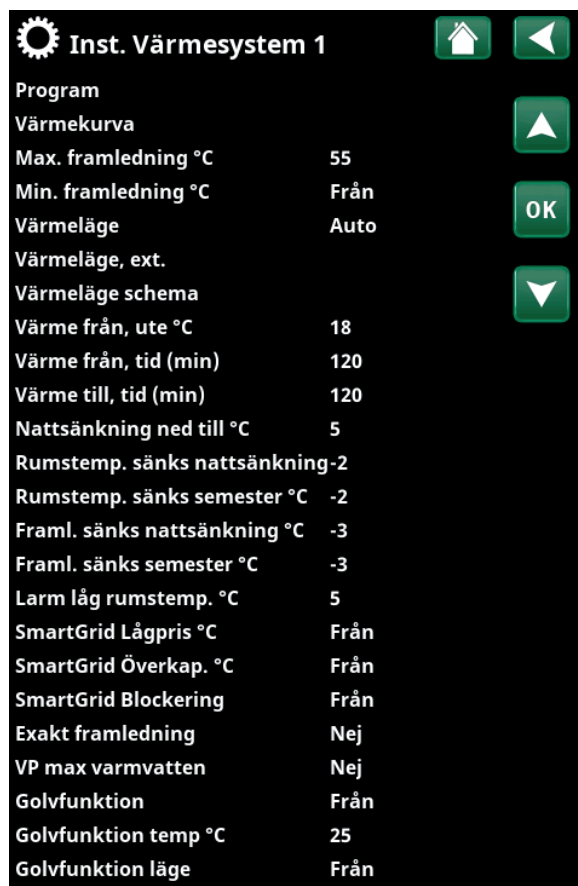 Inst. Värmesystem 1
Program
Värmekurva
Max. framledning °C 55
Min. framledning °C Från
Värmeläge Auto
OK
Värmeläge, ext.
Värmeläge schema
Värme från, ute °C 18
Värme från, tid (min) 120
Värme till, tid (min) 120
Nattsänkning ned till °C 5
Rumstemp. sänks nattsänkning -2
Rumstemp. sänks semester °C -2
Framl. sänks nattsänkning °C -3
Framl. sänks semester °C -3
Larm låg rumstemp. °C 5
SmartGrid Lågpris °C Från
SmartGrid Överkap. °C Från
SmartGrid Blockering Från
Exakt framledning Nej
VP max varmvatten Nej
Golvfunktion Från
Golvfunktion temp °C 25
Golvfunktion läge Från